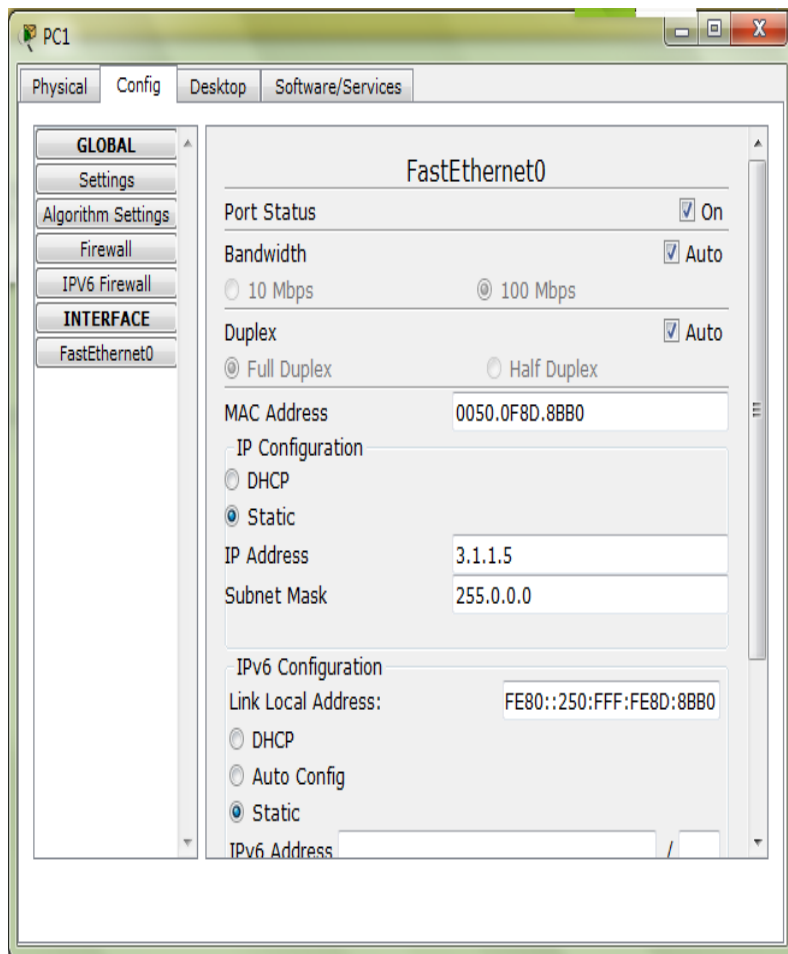 PC1
Physical Config Desktop Software/Services
GLOBAL
Settings
Algorithm Settings
Firewall
IPV6 Firewall
INTERFACE
FastEthernet0
FastEthernet0
Port Status On
Bandwidth Auto
10 Mbps 100 Mbps
Duplex Auto
Full Duplex Half Duplex
MAC Address 0050.0F8D.8BB0
IP Configuration
DHCP
Static
IP Address 3.1.1.5
Subnet Mask 255.0.0.0
IPv6 Configuration
Link Local Address: FE80::250:FFF:FE8D:8BB0
DHCP
Auto Config
Static
IPv6 Address /